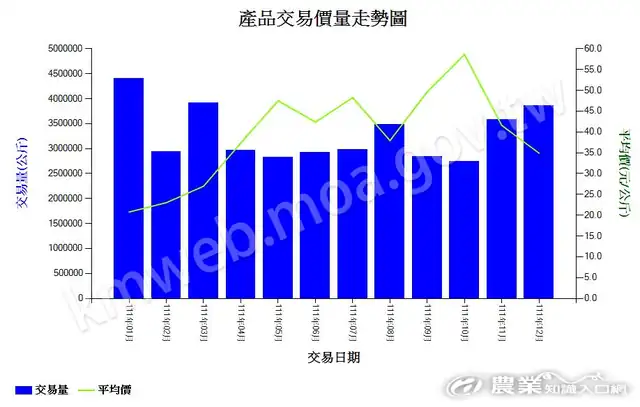 產品交易價量走勢圖
交易量(公斤)
5000000
4500000
4000000
3500000
3000000
2500000
2000000
1500000
1000000
500000
0
60.0
55.0
50.0
45.0
40.0
35.0
30.0
25.0
20.0
15.0
10.0
5.0
0.0
平均價(元/公斤)
111年01月
111年02月
111年03月
111年04月
111年05月
111年06月
111年07月
111年08月
111年09月
111年10月
111年11月
111年12月
交易日期
交易量
平均價
kmweb.moa.gov.tw
農業知識入口網